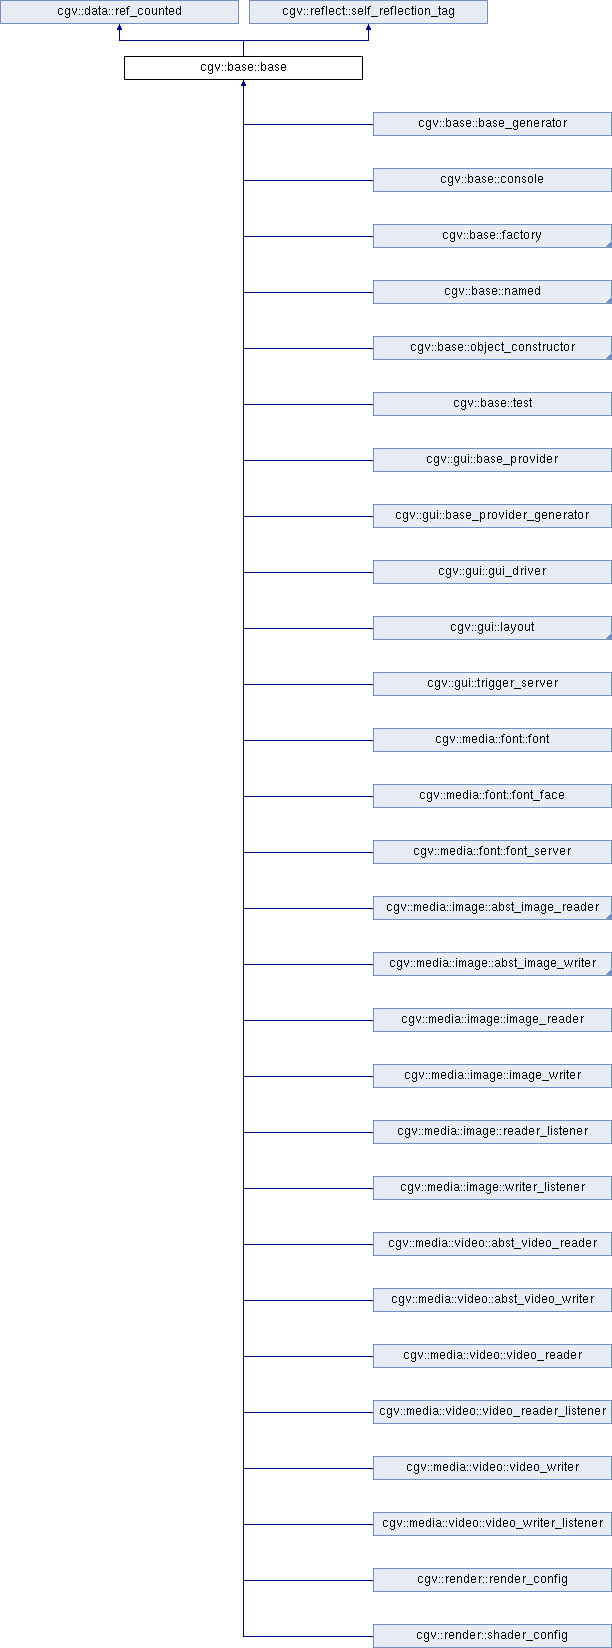 cgv::data::ref_counted
cgv::reflect::self_reflection_tag
cgv::base::base
cgv::base::base_generator
cgv::base::console
cgv::base::factory
cgv::base::named
cgv::base::object_constructor
cgv::base::test
cgv::gui::base_provider
cgv::gui::base_provider_generator
cgv::gui::gui_driver
cgv::gui::layout
cgv::gui::trigger_server
cgv::media::font::font
cgv::media::font::font_face
cgv::media::font::font_server
cgv::media::image::abst_image_reader
cgv::media::image::abst_image_writer
cgv::media::image::image_reader
cgv::media::image::image_writer
cgv::media::image::reader_listener
cgv::media::image::writer_listener
cgv::media::video::abst_video_reader
cgv::media::video::abst_video_writer
cgv::media::video::video_reader
cgv::media::video::video_reader_listener
cgv::media::video::video_writer
cgv::media::video::video_writer_listener
cgv::render::render_config
cgv::render::shader_config